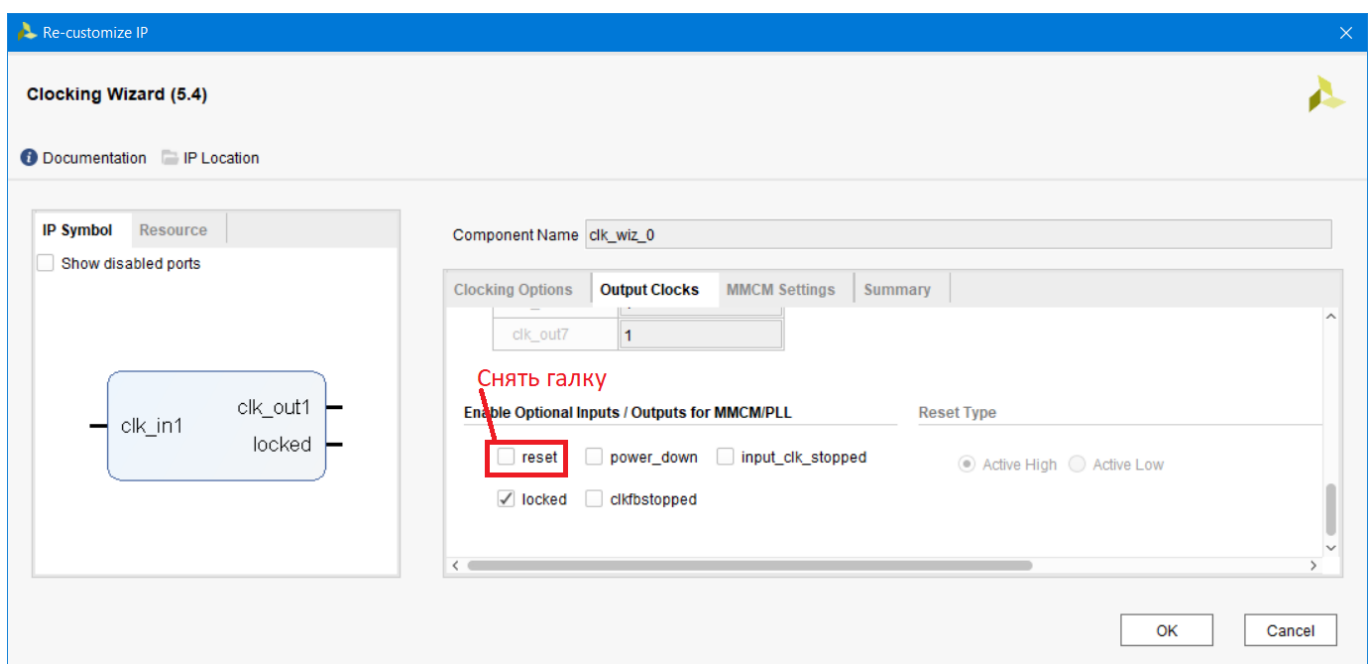 Re-customize IP
Clocking Wizard (5.4)
Documentation IP Location
IP Symbol Resource
Show disabled ports
clk_in1
clk_out1
locked
Component Name clk_wiz_0
Clocking Options Output Clocks MMCM Settings Summary
clk_out7 1
Снять галку
Enable Optional Inputs / Outputs for MMCM/PLL Reset Type
reset power_down input_clk_stopped Active High Active Low
locked clkfbstopped
OK Cancel